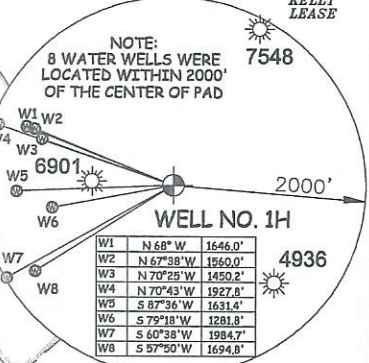 KELLY
LEASE
NOTE:
8 WATER WELLS WERE
LOCATED WITHIN 2000'
OF THE CENTER OF PAD
7548
W1
W2
W4
W3
6901
W5
W6
2000'
WELL NO. 1H
W1 N 68° W 1646.0'
W2 N 67°38' W 1560.0'
W3 N 70°25' W 1450.2'
W4 N 70°43' W 1927.8'
W5 S 87°36' W 1631.4'
W6 S 79°18' W 1281.8'
W7 S 60°38' W 1984.7'
W8 S 57°50' W 1694.8'
4936
W7
W8